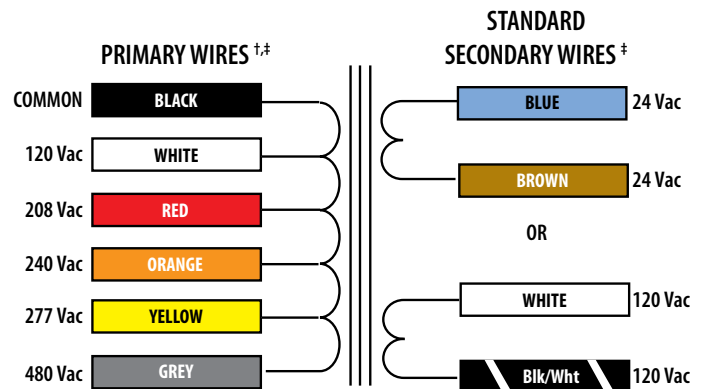 PRIMARY WIRES †,‡
COMMON BLACK
120 Vac WHITE
208 Vac RED
240 Vac ORANGE
277 Vac YELLOW
480 Vac GREY
STANDARD
SECONDARY WIRES ‡
BLUE 24 Vac
BROWN 24 Vac
OR
WHITE 120 Vac
Blk/Wht 120 Vac